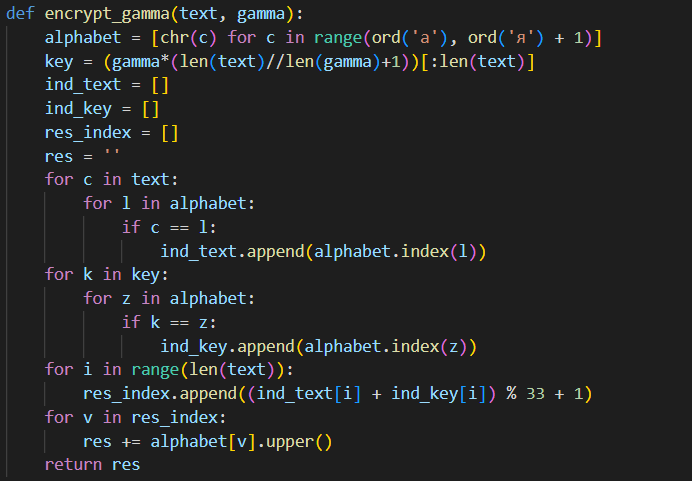 def encrypt_gamma(text, gamma):
    alphabet = [chr(c) for c in range(ord('а'), ord('я') + 1)]
    key = (gamma*(len(text)//len(gamma)+1))[:len(text)]
    ind_text = []
    ind_key = []
    res_index = []
    res = ''
    for c in text:
        for l in alphabet:
            if c == l:
                ind_text.append(alphabet.index(l))
    for k in key:
        for z in alphabet:
            if k == z:
                ind_key.append(alphabet.index(z))
    for i in range(len(text)):
        res_index.append((ind_text[i] + ind_key[i]) % 33 + 1)
    for v in res_index:
        res += alphabet[v].upper()
    return res